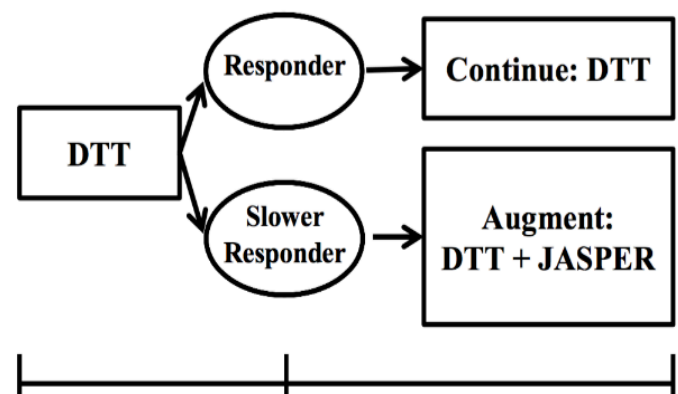 DTT
Responder
Continue: DTT
Slower
Responder
Augment:
DTT + JASPER